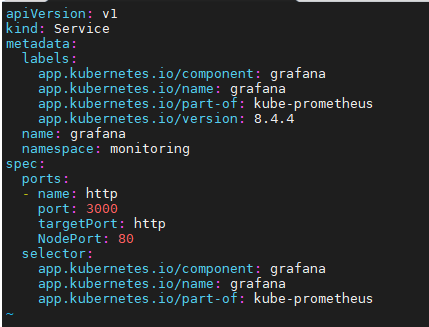 apiVersion: v1
kind: Service
metadata:
  labels:
    app.kubernetes.io/component: grafana
    app.kubernetes.io/name: grafana
    app.kubernetes.io/part-of: kube-prometheus
    app.kubernetes.io/version: 8.4.4
  name: grafana
  namespace: monitoring
spec:
  ports:
  - name: http
    port: 3000
    targetPort: http
    NodePort: 80
  selector:
    app.kubernetes.io/component: grafana
    app.kubernetes.io/name: grafana
    app.kubernetes.io/part-of: kube-prometheus
~